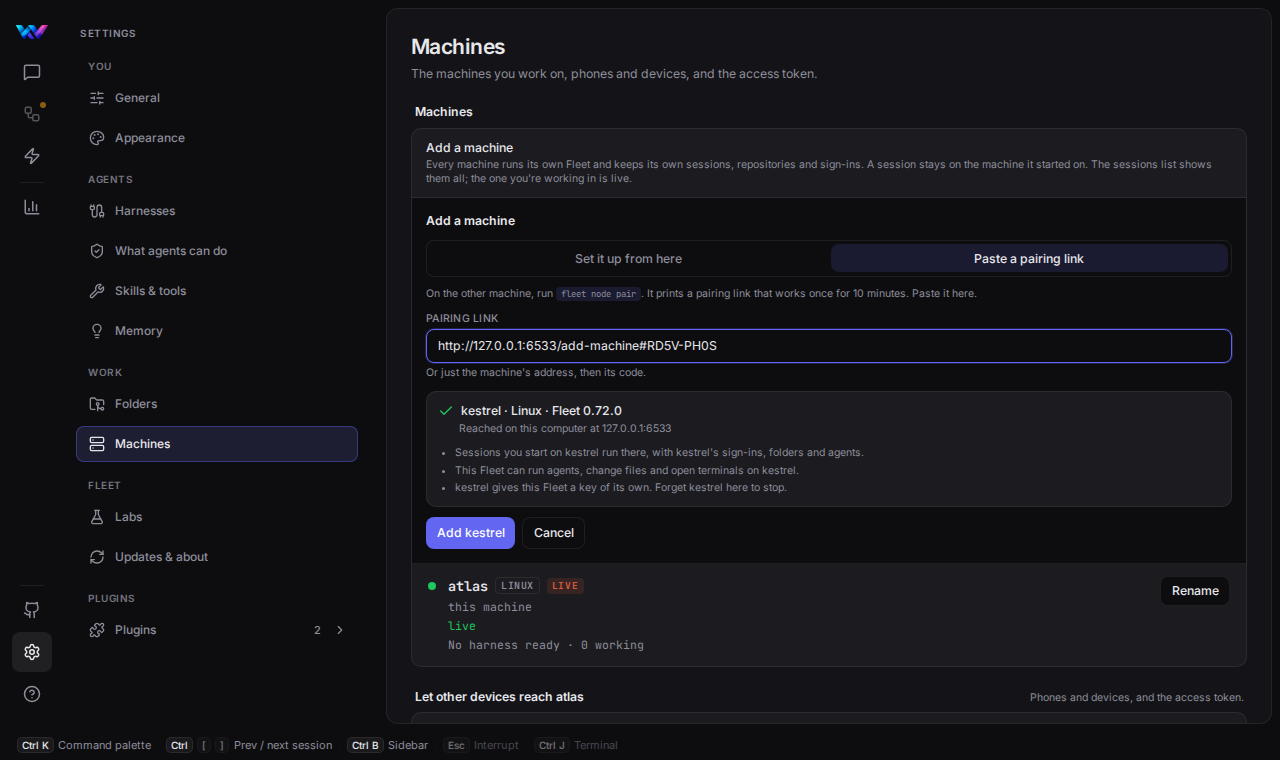 SETTINGS
YOU
General
Appearance
AGENTS
Harnesses
What agents can do
Skills & tools
Memory
WORK
Folders
Machines
FLEET
Labs
Updates & about
PLUGINS
Plugins 2
Machines
The machines you work on, phones and devices, and the access token.
Machines
Add a machine
Every machine runs its own Fleet and keeps its own sessions, repositories and sign-ins. A session stays on the machine it started on. The sessions list shows
them all; the one you're working in is live.
Add a machine
Set it up from here Paste a pairing link
On the other machine, run fleet node pair. It prints a pairing link that works once for 10 minutes. Paste it here.
PAIRING LINK
http://127.0.0.1:6533/add-machine#RD5V-PH0S
Or just the machine's address, then its code.
kestrel · Linux · Fleet 0.72.0
Reached on this computer at 127.0.0.1:6533
• Sessions you start on kestrel run there, with kestrel's sign-ins, folders and agents.
• This Fleet can run agents, change files and open terminals on kestrel.
• kestrel gives this Fleet a key of its own. Forget kestrel here to stop.
Add kestrel Cancel
atlas LINUX LIVE Rename
this machine
live
No harness ready · 0 working
Let other devices reach atlas Phones and devices, and the access token.
Ctrl K Command palette Ctrl [ ] Prev / next session Ctrl B Sidebar Esc Interrupt Ctrl J Terminal